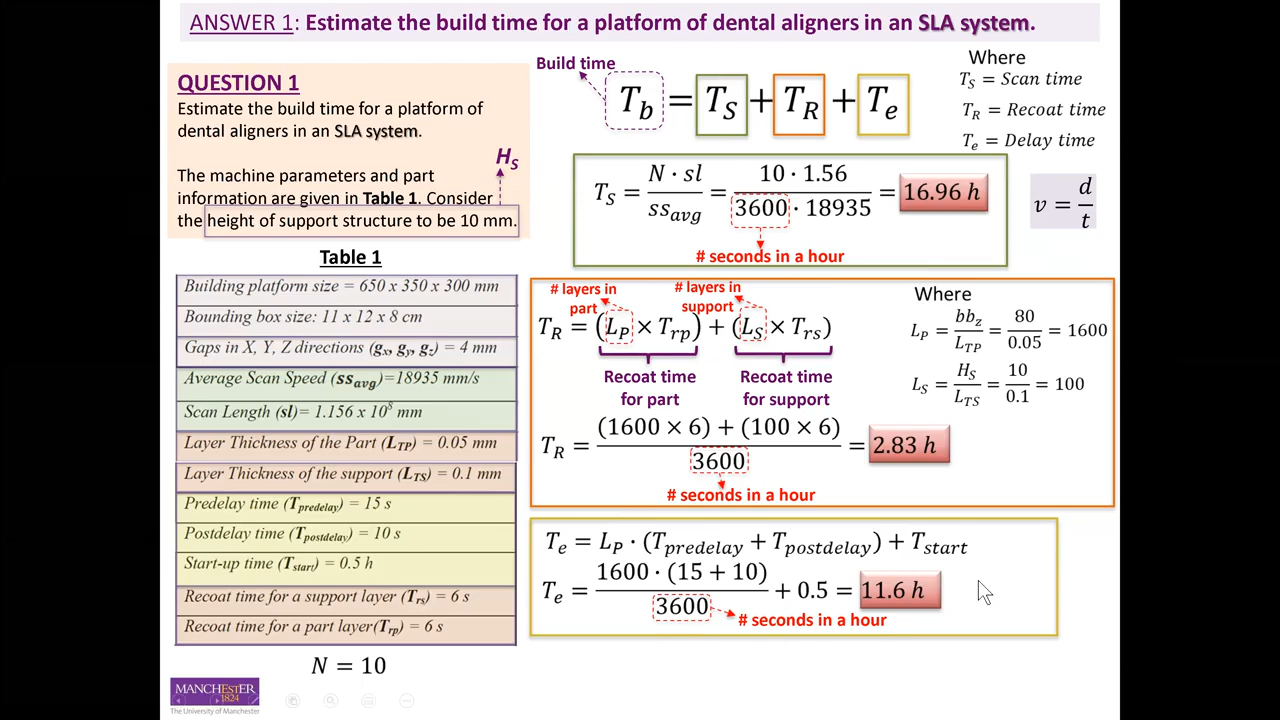 ANSWER 1: Estimate the build time for a platform of dental aligners in an SLA system.
QUESTION 1
Estimate the build time for a platform of
dental aligners in an SLA system.
H_S
The machine parameters and part
information are given in Table 1. Consider
the height of support structure to be 10 mm.
Table 1
Building platform size = 650 x 350 x 300 mm
Bounding box size: 11 x 12 x 8 cm
Gaps in X, Y, Z directions (g_x, g_y, g_z) = 4 mm
Average Scan Speed (ss_avg)=18935 mm/s
Scan Length (sl)= 1.156 x 10^8 mm
Layer Thickness of the Part (L_TP) = 0.05 mm
Layer Thickness of the support (L_TS) = 0.1 mm
Predelay time (T_predelay) = 15 s
Postdelay time (T_postdelay) = 10 s
Start-up time (T_start) = 0.5 h
Recoat time for a support layer (T_rs) = 6 s
Recoat time for a part layer(T_rp) = 6 s
N = 10
MANCHESTER
1824
The University of Manchester
Build time
T_b = T_S + T_R + T_e
Where
T_S = Scan time
T_R = Recoat time
T_e = Delay time
T_S = N · sl / ss_avg = 10 · 1.56 / 3600 · 18935 = 16.96 h
# seconds in a hour
v = d / t
# layers in
part
# layers in
support
T_R = (L_P × T_rp) + (L_S × T_rs)
Recoat time
for part
Recoat time
for support
Where
L_P = bb_z / L_TP = 80 / 0.05 = 1600
L_S = H_S / L_TS = 10 / 0.1 = 100
T_R = (1600 × 6) + (100 × 6) / 3600 = 2.83 h
# seconds in a hour
T_e = L_P · (T_predelay + T_postdelay) + T_start
T_e = 1600 · (15 + 10) / 3600 + 0.5 = 11.6 h
# seconds in a hour